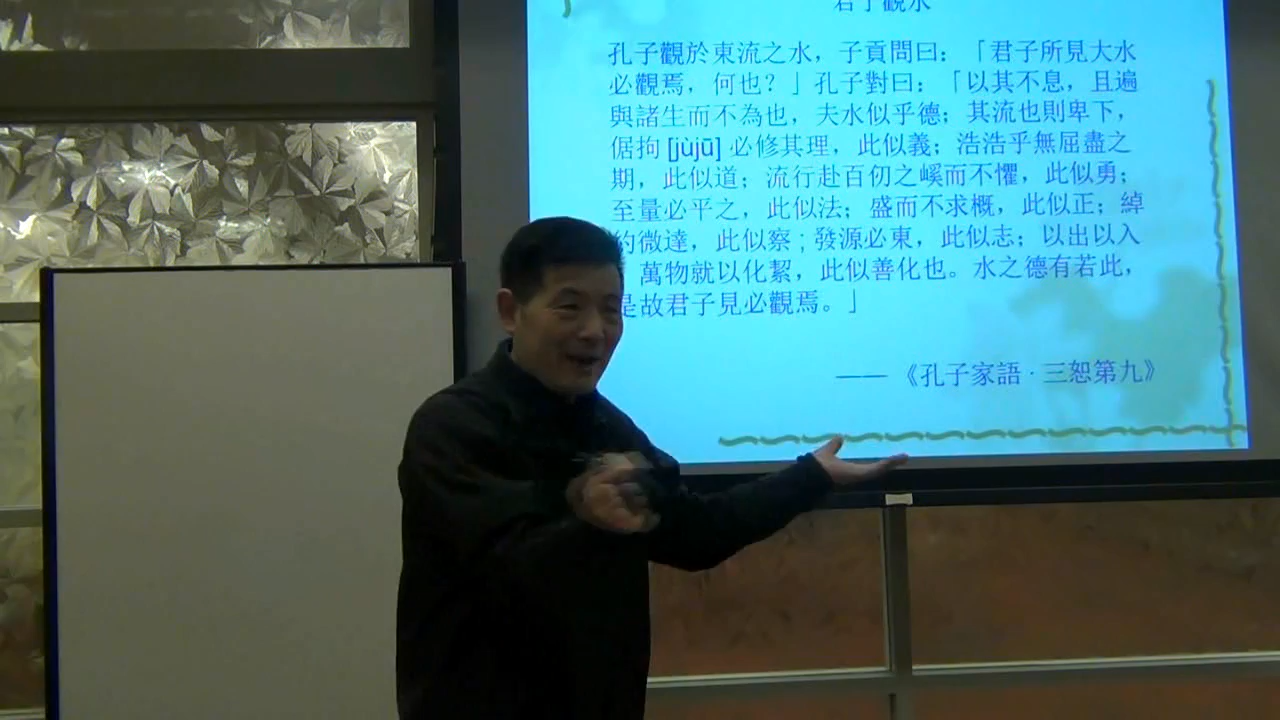 君子觀水
孔子觀於東流之水，子貢問曰：「君子所見大水
必觀焉，何也？」孔子對曰：「以其不息，且遍
與諸生而不為也，夫水似乎德；其流也則卑下，
倨拘[jùjū]必修其理，此似義；浩浩乎無屈盡之
期，此似道；流行赴百仞之嵠而不懼，此似勇；
至量必平之，此似法；盛而不求概，此似正；綽
約微達，此似察；發源必東，此似志；以出以入
，萬物就以化絜，此似善化也。水之德有若此，
是故君子見必觀焉。」
——《孔子家語·三恕第九》